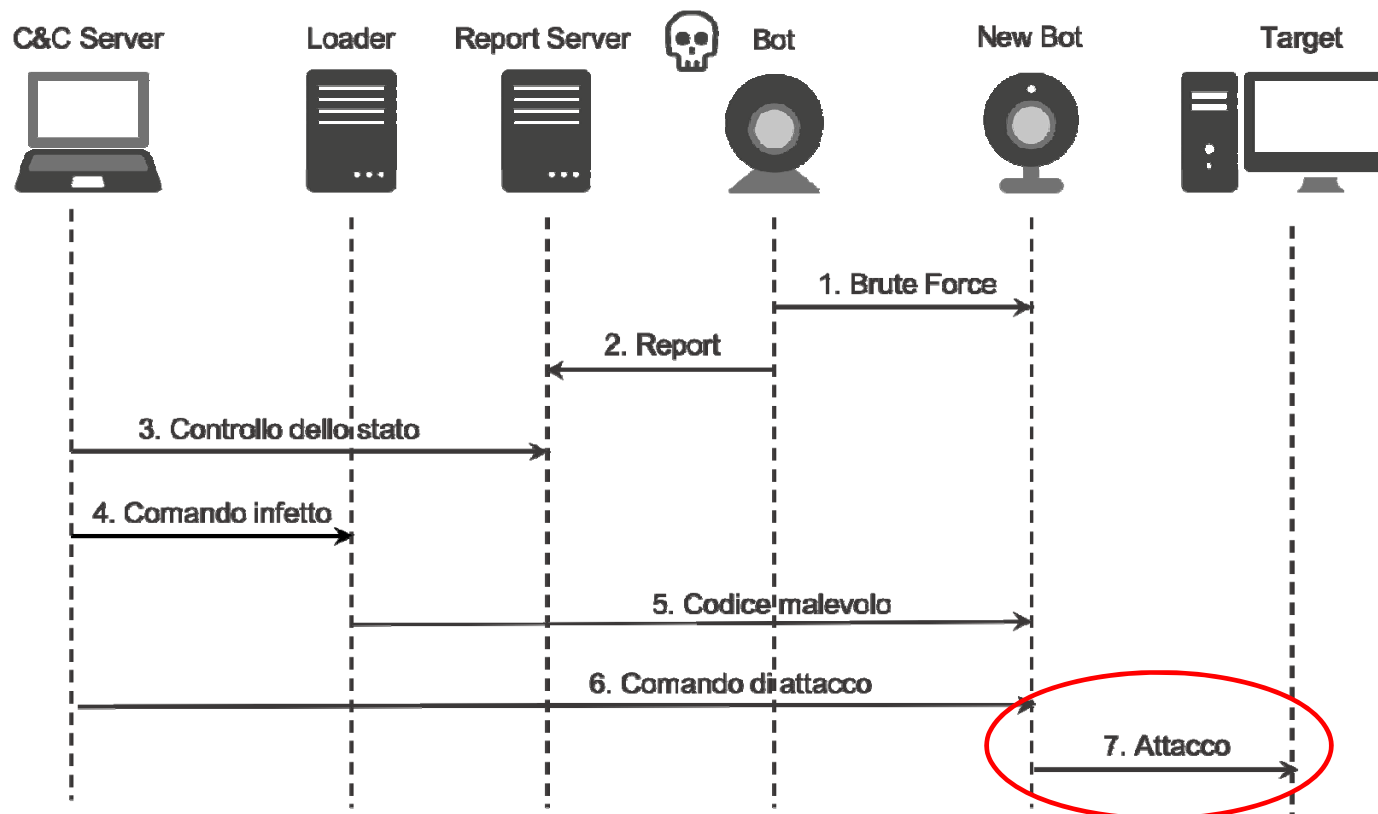 C&C Server
Loader
Report Server
Bot
New Bot
Target
1. Brute Force
2. Report
3. Controllo dello stato
4. Comando infetto
5. Codice malevolo
6. Comando di attacco
7. Attacco